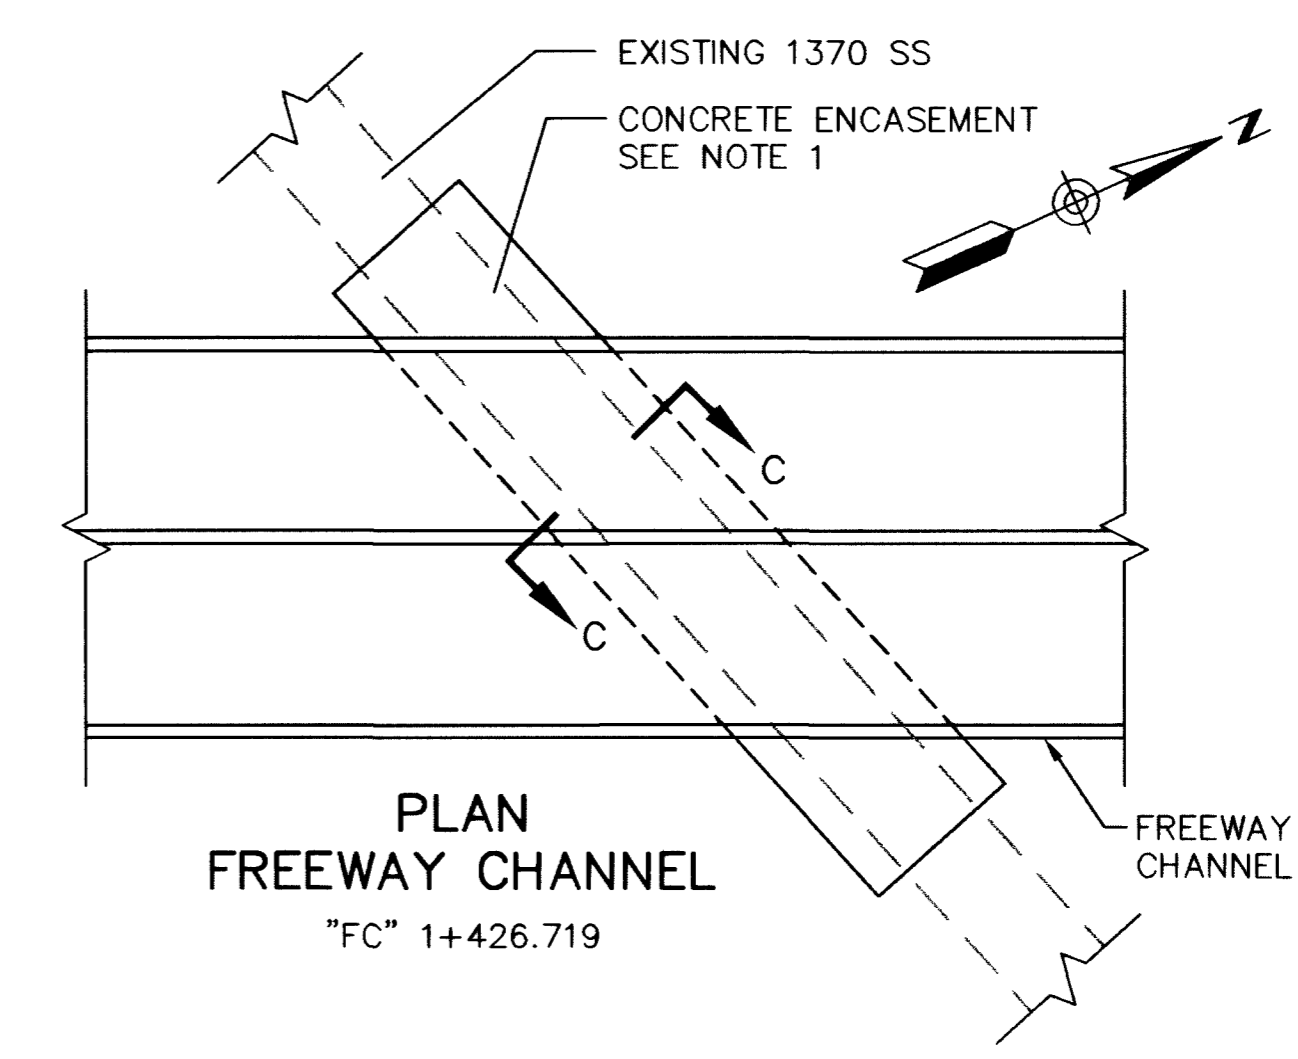 EXISTING 1370 SS
CONCRETE ENCASEMENT
SEE NOTE 1
N
C
C
FREEWAY
CHANNEL
PLAN
FREEWAY CHANNEL
"FC" 1+426.719